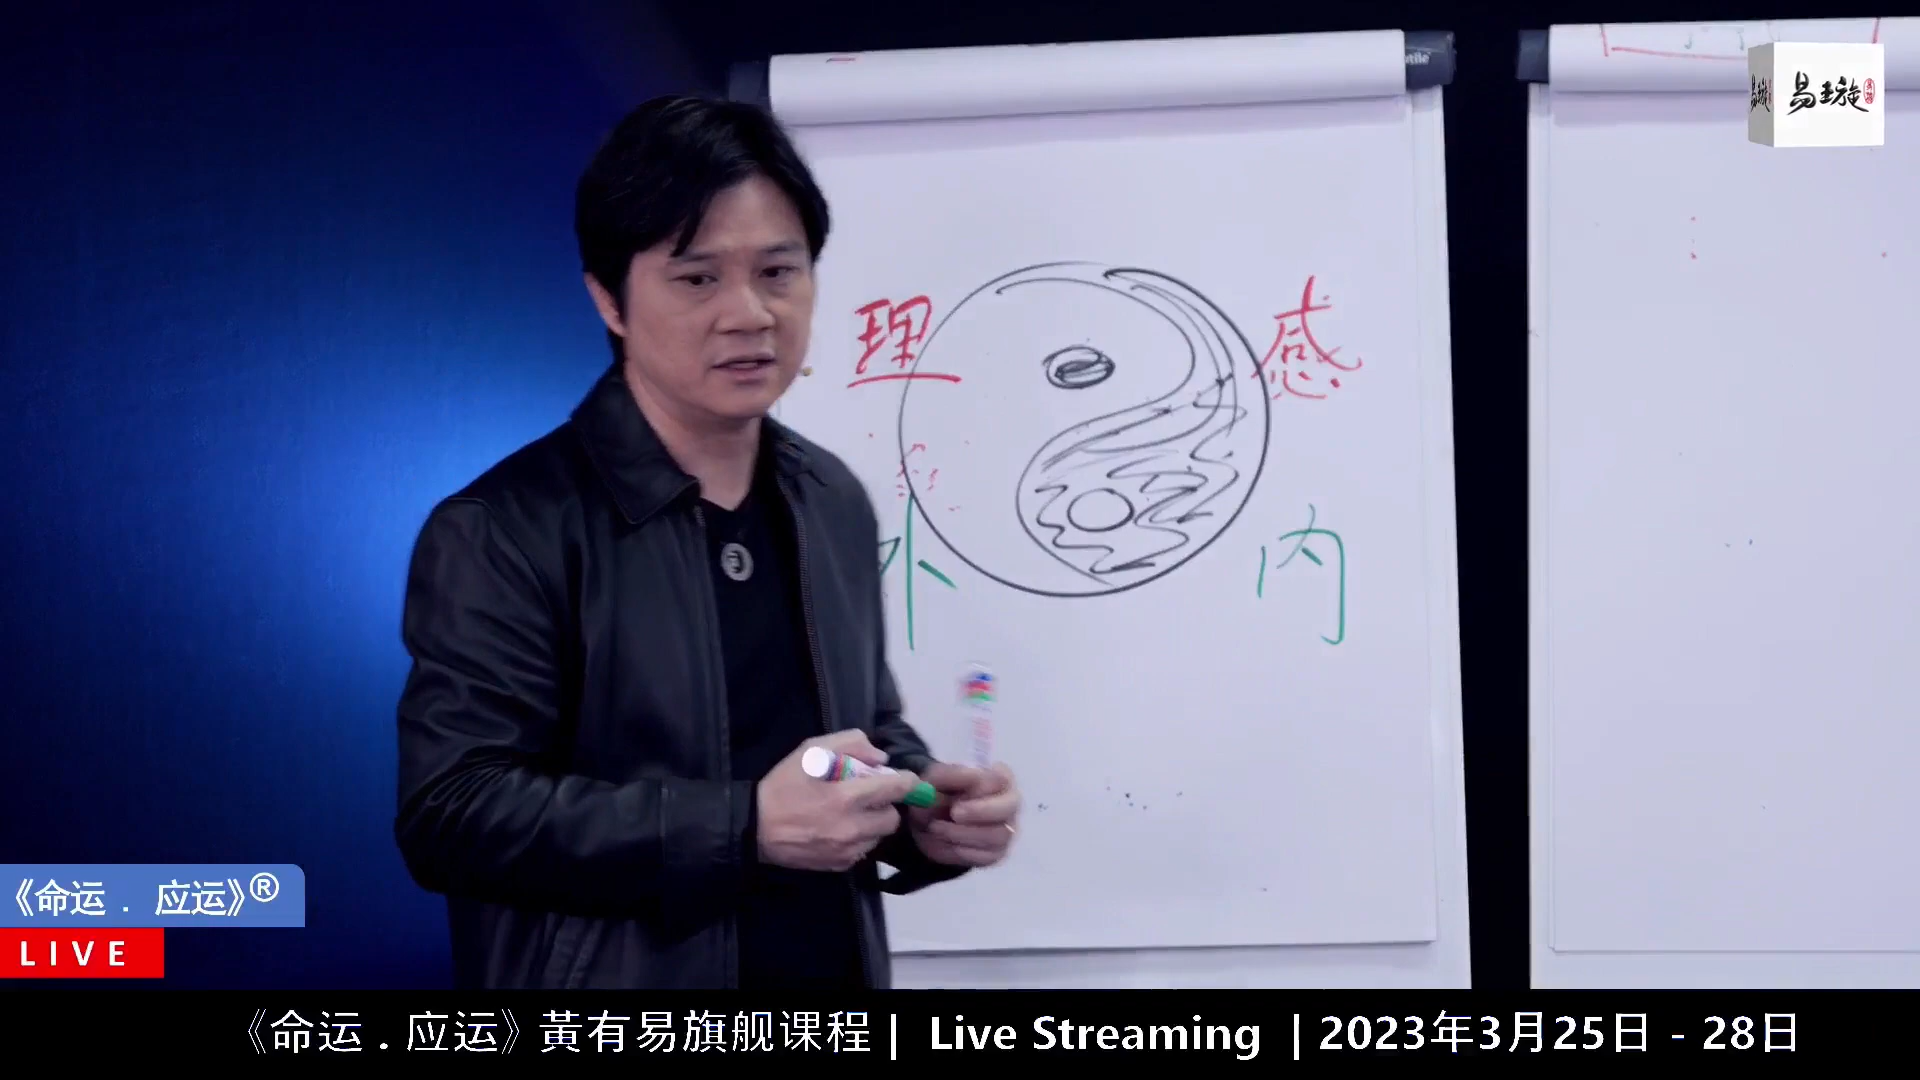 易璇
理
感
外
内
《命运 . 应运》®
LIVE
《命运 . 应运》黃有易旗舰课程 | Live Streaming | 2023年3月25日 - 28日